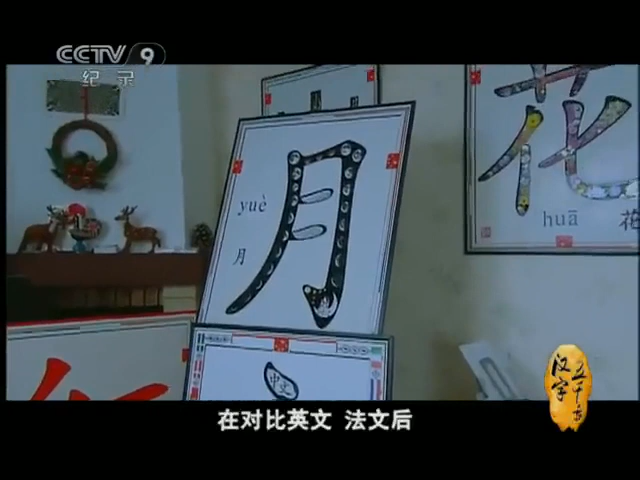 CCTV 9
纪录
花
huā
花
月
yuè
月
中文
汉字
五千年
在对比英文 法文后